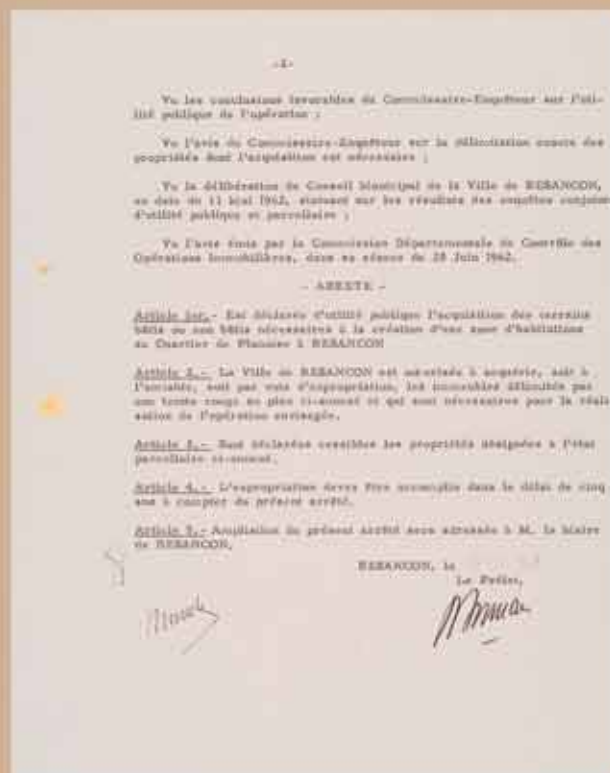 -2-
Vu les conclusions favorables du Commissaire-Enquêteur sur l'uti-
lité publique de l'opération ;
Vu l'avis du Commissaire-Enquêteur sur la délimitation exacte des
propriétés dont l'acquisition est nécessaire ;
Vu la délibération du Conseil Municipal de la Ville de BESANCON,
en date du 11 Mai 1962, statuant sur les résultats des enquêtes conjointes
d'utilité publique et parcellaire ;
Vu l'avis émis par la Commission Départementale de Contrôle des
Opérations Immobilières, dans sa séance du 28 Juin 1962.
- ARRETE -
Article 1er.- Est déclarée d'utilité publique l'acquisition des terrains
bâtis ou non bâtis nécessaires à la création d'une zone d'habitations
au Quartier de Planoise à BESANCON
Article 2.- La Ville de BESANCON est autorisée à acquérir, soit à
l'amiable, soit par voie d'expropriation, les immeubles délimités par
une teinte rouge au plan ci-annexé et qui sont nécessaires pour la réali-
sation de l'opération envisagée.
Article 3.- Sont déclarées cessibles les propriétés désignées à l'état
parcellaire ci-annexé.
Article 4.- L'expropriation devra être accomplie dans le délai de cinq
ans à compter du présent arrêté.
Article 5.- Ampliation du présent arrêté sera adressée à M. le Maire
de BESANCON.
BESANCON, le
Le Préfet,